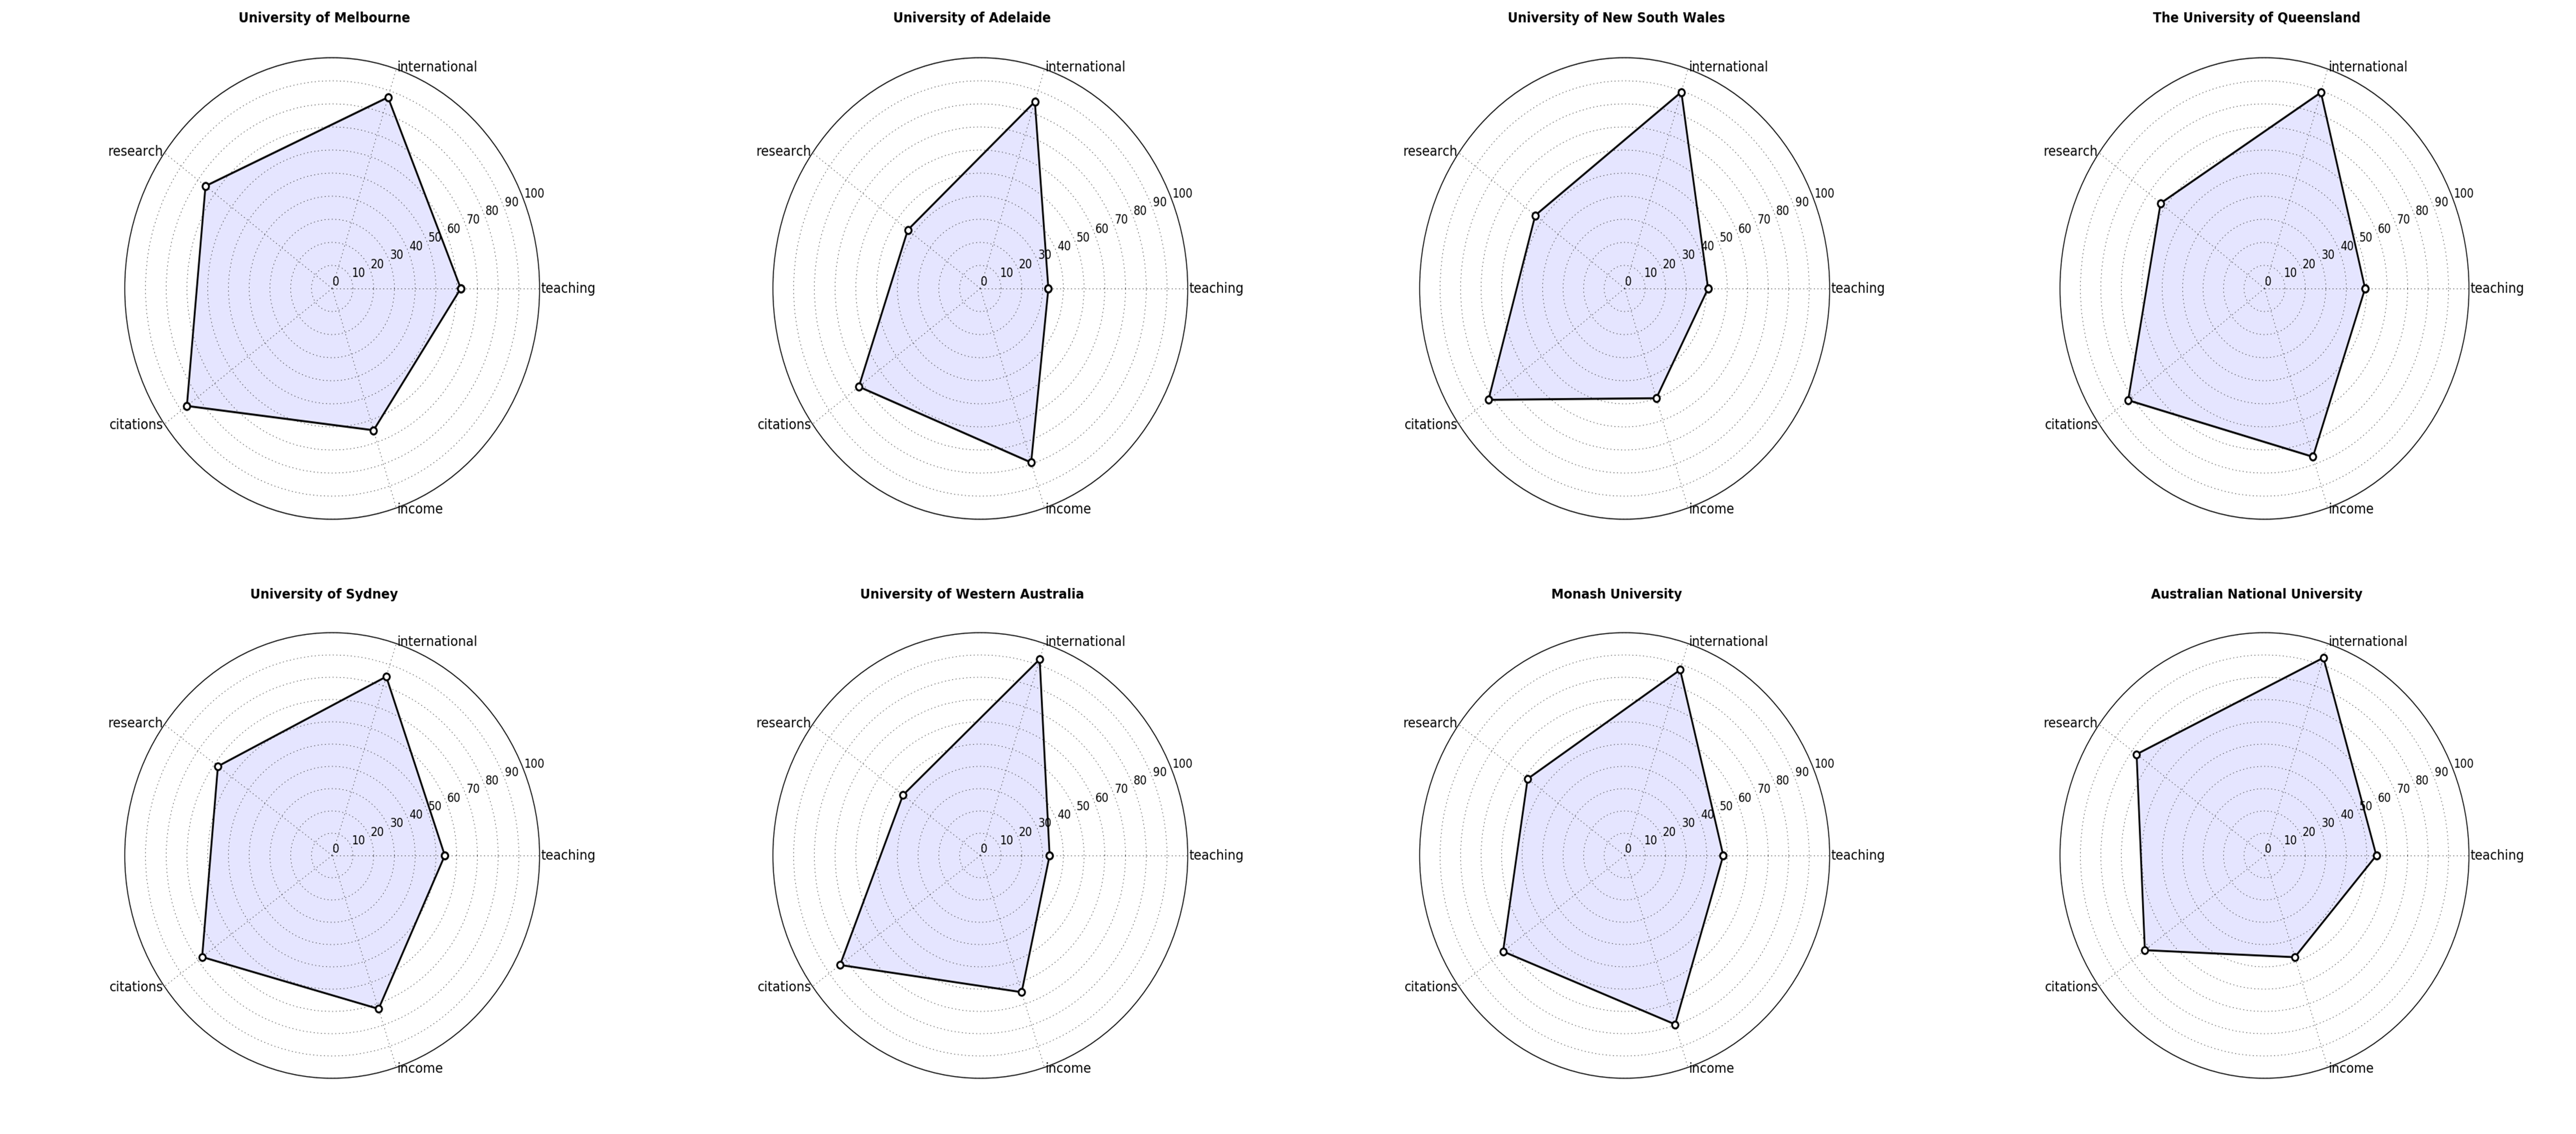 University of Melbourne
international
research
100
90
80
70
60
50
40
30
20
10
0
teaching
citations
income
University of Adelaide
international
research
100
90
80
70
60
50
40
30
20
10
0
teaching
citations
income
University of New South Wales
international
research
100
90
80
70
60
50
40
30
20
10
0
teaching
citations
income
The University of Queensland
international
research
100
90
80
70
60
50
40
30
20
10
0
teaching
citations
income
University of Sydney
international
research
100
90
80
70
60
50
40
30
20
10
0
teaching
citations
income
University of Western Australia
international
research
100
90
80
70
60
50
40
30
20
10
0
teaching
citations
income
Monash University
international
research
100
90
80
70
60
50
40
30
20
10
0
teaching
citations
income
Australian National University
international
research
100
90
80
70
60
50
40
30
20
10
0
teaching
citations
income